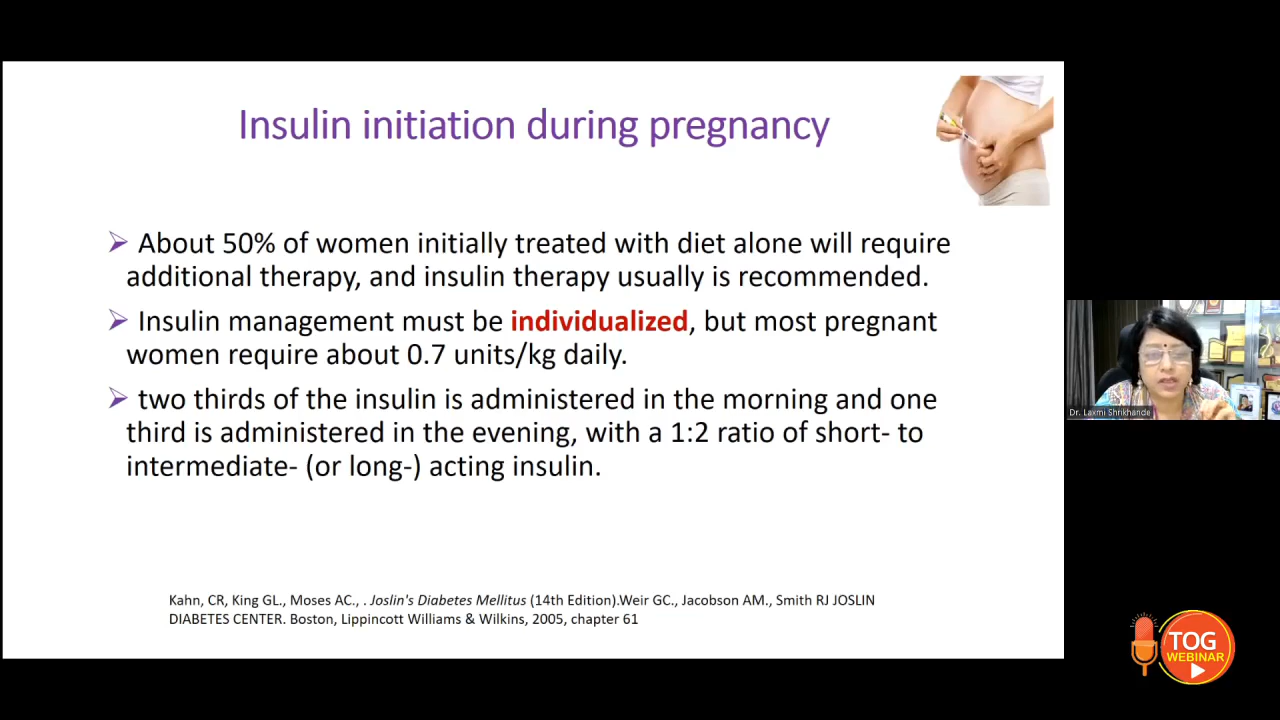 Insulin initiation during pregnancy
➢ About 50% of women initially treated with diet alone will require
additional therapy, and insulin therapy usually is recommended.
➢ Insulin management must be individualized, but most pregnant
women require about 0.7 units/kg daily.
➢ two thirds of the insulin is administered in the morning and one
third is administered in the evening, with a 1:2 ratio of short- to
intermediate- (or long-) acting insulin.
Kahn, CR, King GL., Moses AC., . Joslin's Diabetes Mellitus (14th Edition).Weir GC., Jacobson AM., Smith RJ JOSLIN
DIABETES CENTER. Boston, Lippincott Williams & Wilkins, 2005, chapter 61
Dr. Laxmi Shrikhande
TOG
WEBINAR